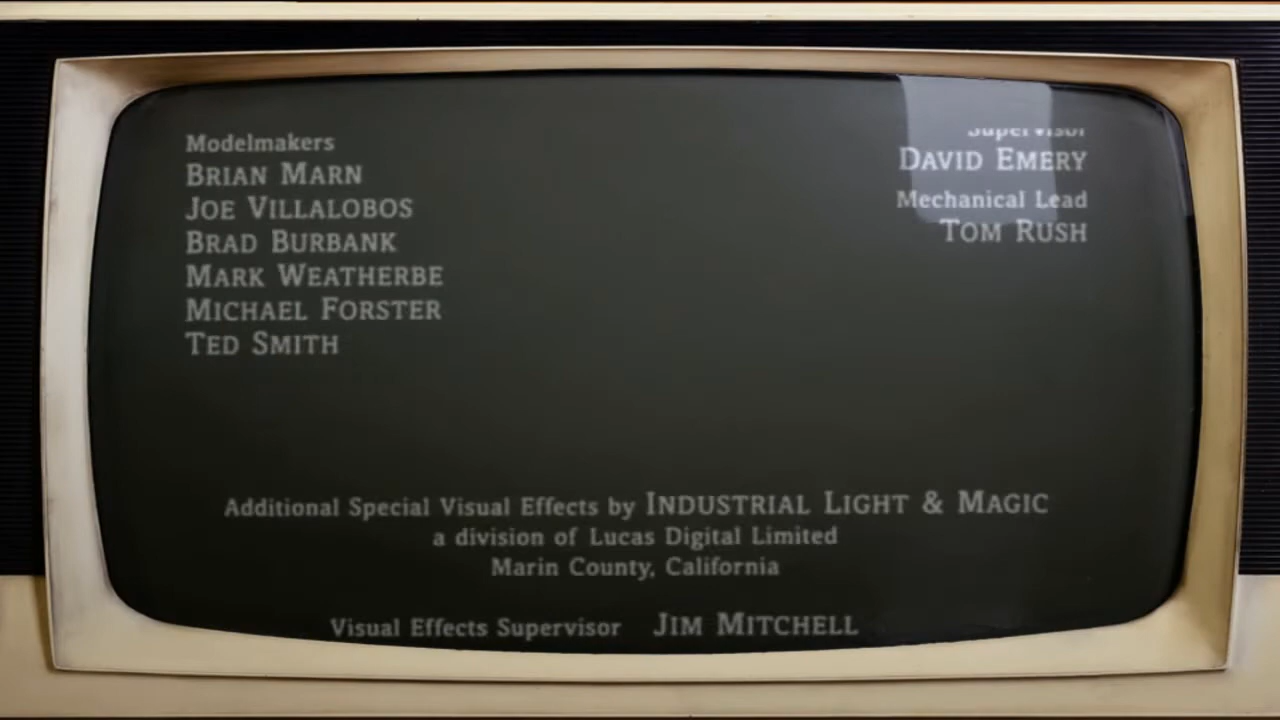 Modelmakers
BRIAN MARN
JOE VILLALOBOS
BRAD BURBANK
MARK WEATHERBE
MICHAEL FORSTER
TED SMITH
Supervisor
DAVID EMERY
Mechanical Lead
TOM RUSH
Additional Special Visual Effects by INDUSTRIAL LIGHT & MAGIC
a division of Lucas Digital Limited
Marin County, California
Visual Effects Supervisor JIM MITCHELL